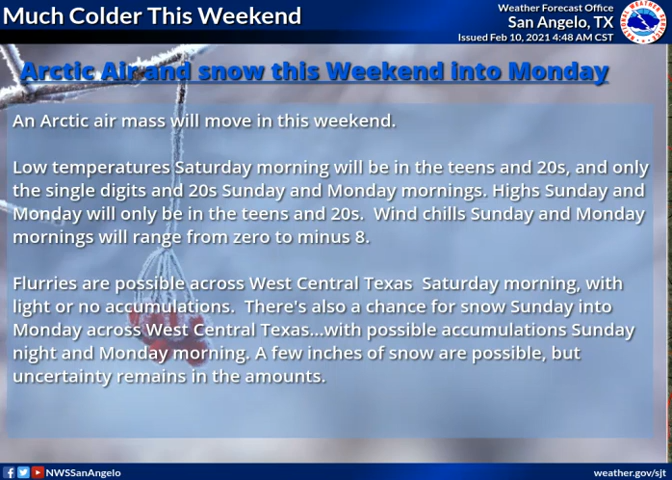 Much Colder This Weekend
Weather Forecast Office
San Angelo, TX
Issued Feb 10, 2021 4:48 AM CST
Arctic Air and snow this Weekend into Monday
An Arctic air mass will move in this weekend.
Low temperatures Saturday morning will be in the teens and 20s, and only
the single digits and 20s Sunday and Monday mornings. Highs Sunday and
Monday will only be in the teens and 20s. Wind chills Sunday and Monday
mornings will range from zero to minus 8.
Flurries are possible across West Central Texas Saturday morning, with
light or no accumulations. There's also a chance for snow Sunday into
Monday across West Central Texas...with possible accumulations Sunday
night and Monday morning. A few inches of snow are possible, but
uncertainty remains in the amounts.
NWSSanAngelo
weather.gov/sjt